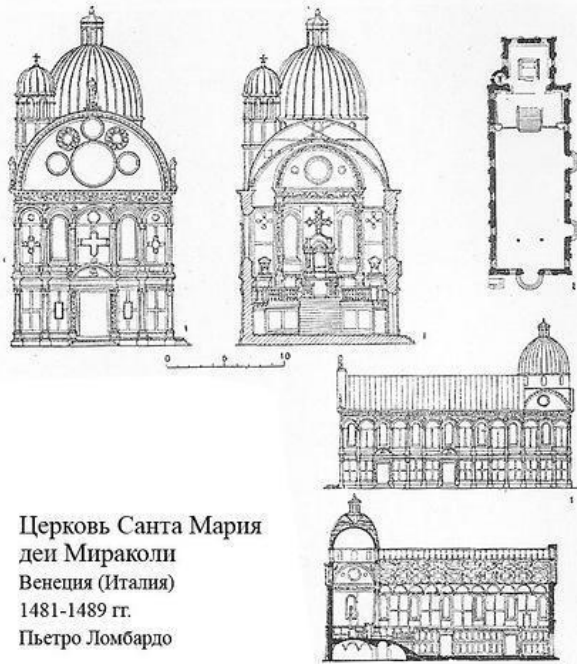 0 5 10
Церковь Санта Мария
деи Мираколи
Венеция (Италия)
1481-1489 гг.
Пьетро Ломбардо